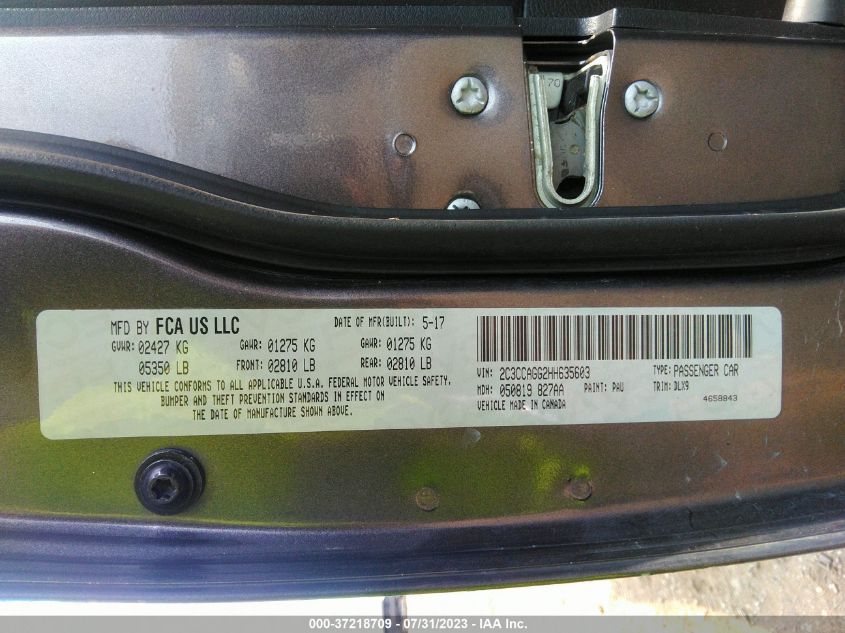 70
MFD BY FCA US LLC DATE OF MFR(BUILT): 5-17
GVWR: 02427 KG GAWR: 01275 KG GAWR: 01275 KG
05350 LB FRONT: 02810 LB REAR: 02810 LB
THIS VEHICLE CONFORMS TO ALL APPLICABLE U.S.A. FEDERAL MOTOR VEHICLE SAFETY,
BUMPER AND THEFT PREVENTION STANDARDS IN EFFECT ON
THE DATE OF MANUFACTURE SHOWN ABOVE.
VIN: 2C3CCAGG2HH635603 TYPE: PASSENGER CAR
MDH: 050819 827AA PAINT: PAU TRIM: DLX9
VEHICLE MADE IN CANADA 4658843
000-37218709 - 07/31/2023 - IAA Inc.